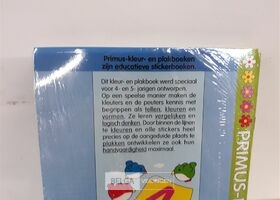 Primus-kleur- en plakboeken
zijn educatieve stickerboeken.
Dit kleur- en plakboek werd speciaal
voor 4- en 5- jarigen ontworpen.
Op een speelse manier maken de
kleuters en de peuters kennis met
begrippen als tellen, kleuren en
vormen. Ze leren vergelijken en
logisch denken. Door binnen de lijnen
te kleuren en alle stickers heel
precies op de aangeduide plaats te
plakken ontwikkelen ze ook hun
handvaardigheid maximaal.
PRIMUS-
BELGA